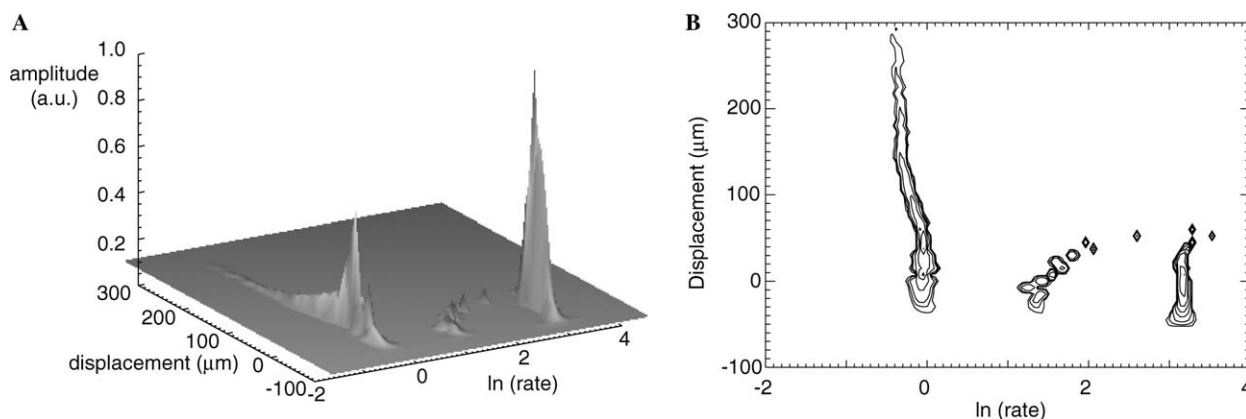 A
amplitude
(a.u.)
1.0
0.8
0.6
0.4
0.2
300
200
100
0
-100
displacement (μm)
-2
0
2
4
ln (rate)
B
Displacement (μm)
300
200
100
0
-100
-2
0
2
4
ln (rate)